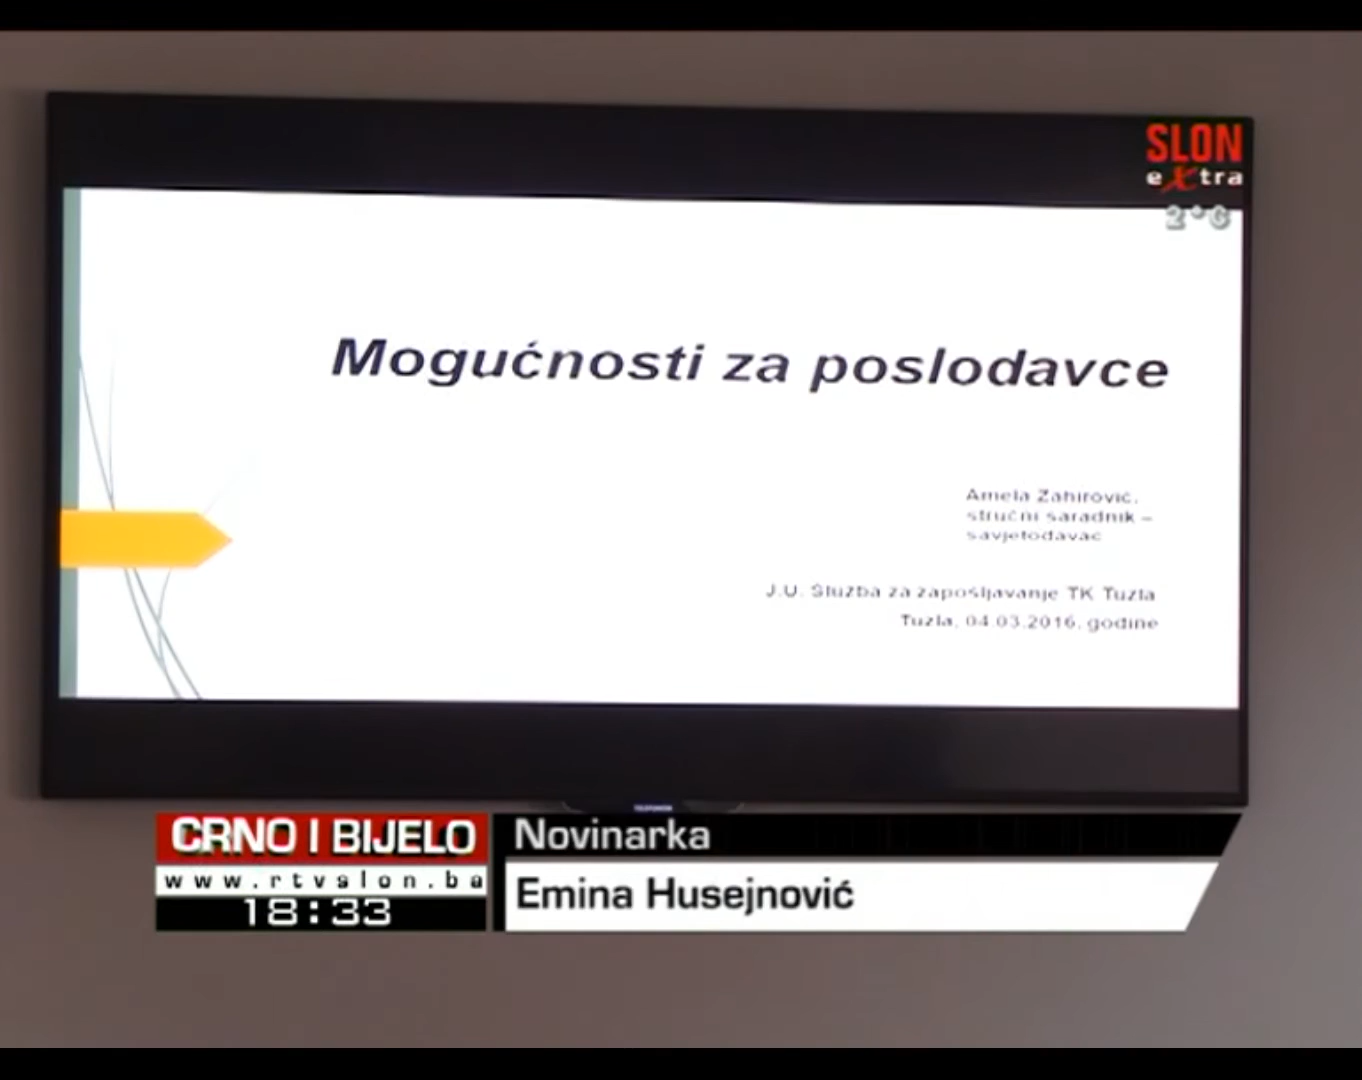 SLON
extra
2°C
Mogućnosti za poslodavce
Amela Zahirović,
stručni saradnik –
savjetodavac
J.U. Služba za zapošljavanje TK Tuzla
Tuzla, 04.03.2016. godine
TELEFUNKEN
CRNO I BIJELO
www.rtvslon.ba
18:33
Novinarka
Emina Husejnović